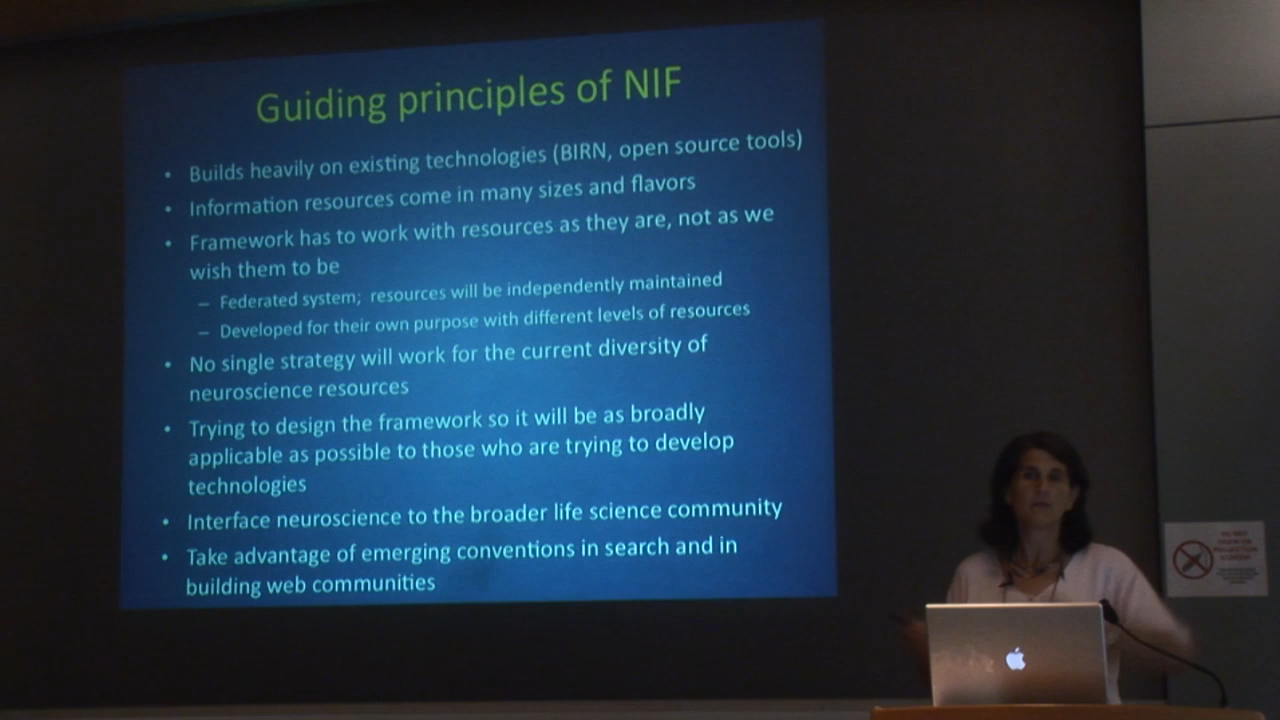 Guiding principles of NIF
• Builds heavily on existing technologies (BIRN, open source tools)
• Information resources come in many sizes and flavors
• Framework has to work with resources as they are, not as we
wish them to be
– Federated system; resources will be independently maintained
– Developed for their own purpose with different levels of resources
• No single strategy will work for the current diversity of
neuroscience resources
• Trying to design the framework so it will be as broadly
applicable as possible to those who are trying to develop
technologies
• Interface neuroscience to the broader life science community
• Take advantage of emerging conventions in search and in
building web communities
DO NOT